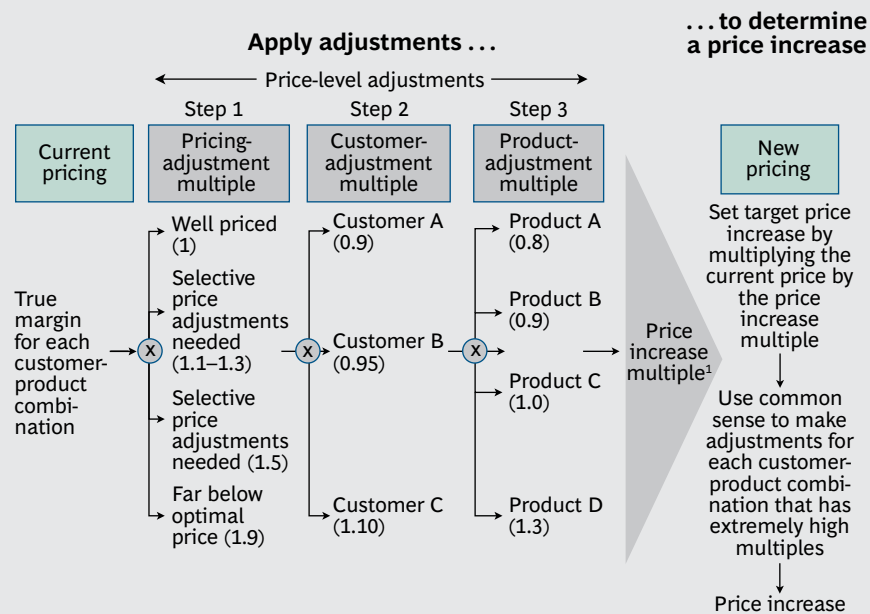 Apply adjustments ...
... to determine
a price increase
Price-level adjustments
Step 1
Step 2
Step 3
Current
pricing
Pricing-
adjustment
multiple
Customer-
adjustment
multiple
Product-
adjustment
multiple
New
pricing
True
margin
for each
customer-
product
combi-
nation
X
Well priced
(1)
Selective
price
adjustments
needed
(1.1–1.3)
Selective
price
adjustments
needed (1.5)
Far below
optimal
price (1.9)
X
Customer A
(0.9)
Customer B
(0.95)
Customer C
(1.10)
X
Product A
(0.8)
Product B
(0.9)
Product C
(1.0)
Product D
(1.3)
Price
increase
multiple¹
Set target price
increase by
multiplying the
current price by
the price
increase
multiple
Use common
sense to make
adjustments for
each customer-
product combi-
nation that has
extremely high
multiples
Price increase